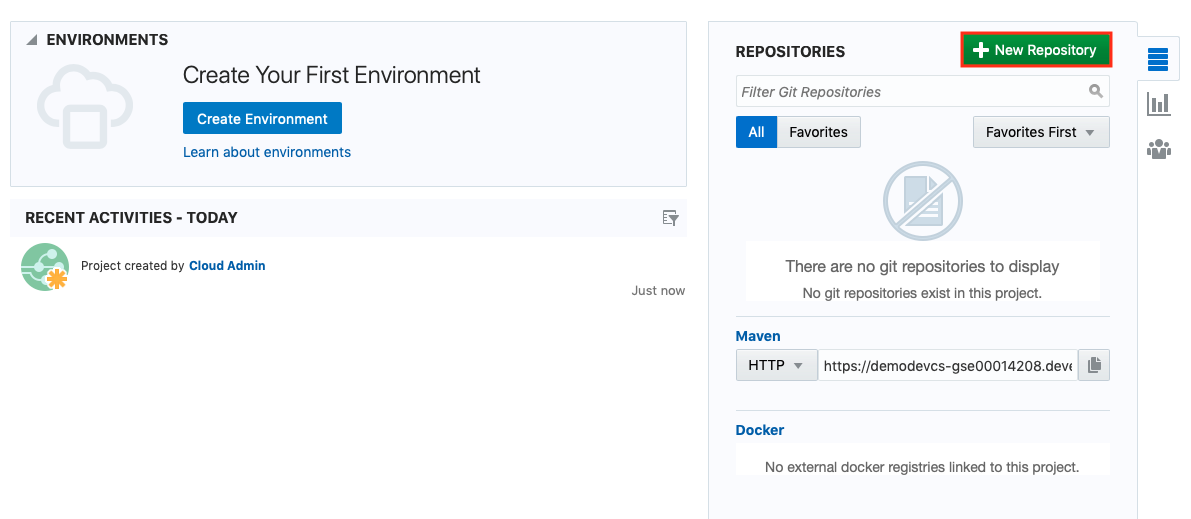 ENVIRONMENTS
Create Your First Environment
Create Environment
Learn about environments
RECENT ACTIVITIES - TODAY
Project created by Cloud Admin
Just now
REPOSITORIES
New Repository
Filter Git Repositories
All Favorites
Favorites First
There are no git repositories to display
No git repositories exist in this project.
Maven
HTTP https://demodevcs-gse00014208.deve
Docker
No external docker registries linked to this project.